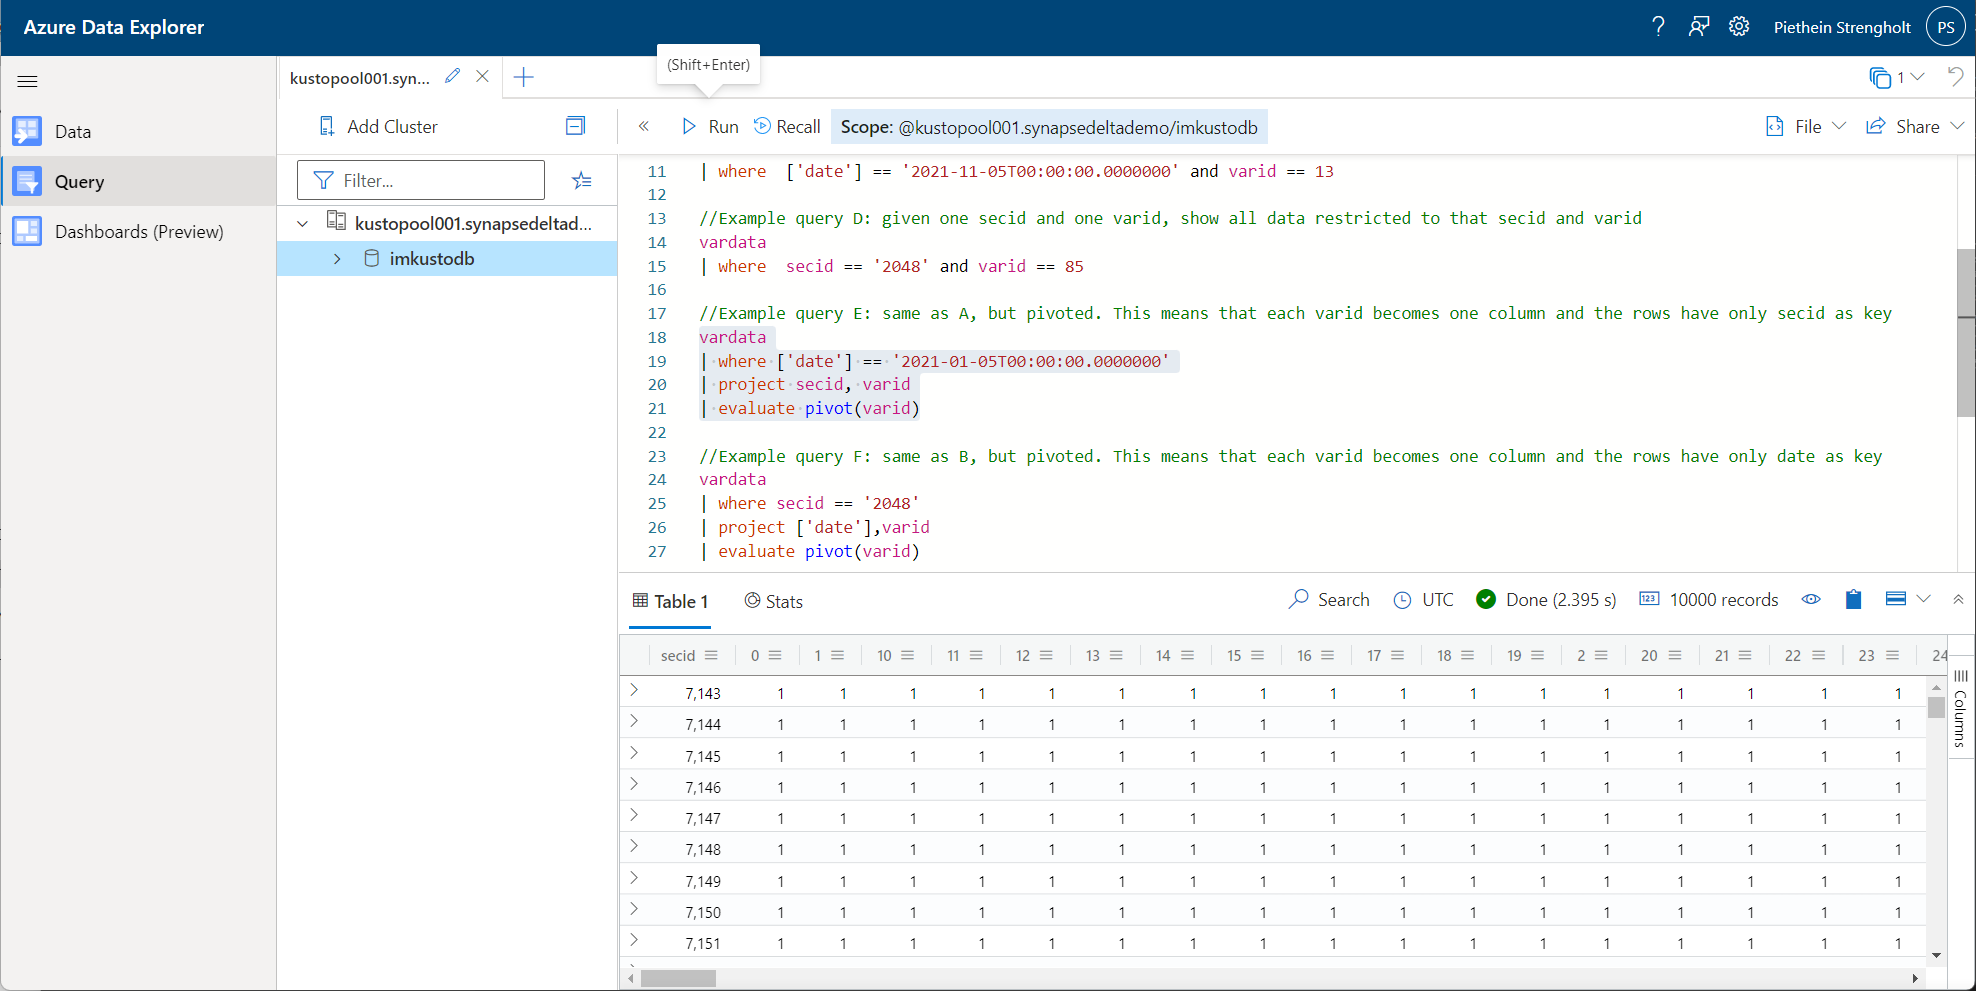 Azure Data Explorer
Piethein Strengholt
PS
(Shift+Enter)
kustopool001.syn...
1
Data
Query
Dashboards (Preview)
Add Cluster
Filter...
kustopool001.synapsedeltad...
imkustodb
Run
Recall
Scope: @kustopool001.synapsedeltademo/imkustodb
File
Share
11 | where ['date'] == '2021-11-05T00:00:00.0000000' and varid == 13
12
13 //Example query D: given one secid and one varid, show all data restricted to that secid and varid
14 vardata
15 | where secid == '2048' and varid == 85
16
17 //Example query E: same as A, but pivoted. This means that each varid becomes one column and the rows have only secid as key
18 vardata
19 | where ['date'] == '2021-01-05T00:00:00.0000000'
20 | project secid, varid
21 | evaluate pivot(varid)
22
23 //Example query F: same as B, but pivoted. This means that each varid becomes one column and the rows have only date as key
24 vardata
25 | where secid == '2048'
26 | project ['date'],varid
27 | evaluate pivot(varid)
Table 1
Stats
Search
UTC
Done (2.395 s)
123
10000 records
secid 0 1 10 11 12 13 14 15 16 17 18 19 2 20 21 22 23 24
7,143 1 1 1 1 1 1 1 1 1 1 1 1 1 1 1 1 1
7,144 1 1 1 1 1 1 1 1 1 1 1 1 1 1 1 1 1
7,145 1 1 1 1 1 1 1 1 1 1 1 1 1 1 1 1 1
7,146 1 1 1 1 1 1 1 1 1 1 1 1 1 1 1 1 1
7,147 1 1 1 1 1 1 1 1 1 1 1 1 1 1 1 1 1
7,148 1 1 1 1 1 1 1 1 1 1 1 1 1 1 1 1 1
7,149 1 1 1 1 1 1 1 1 1 1 1 1 1 1 1 1 1
7,150 1 1 1 1 1 1 1 1 1 1 1 1 1 1 1 1 1
7,151 1 1 1 1 1 1 1 1 1 1 1 1 1 1 1 1 1
Columns